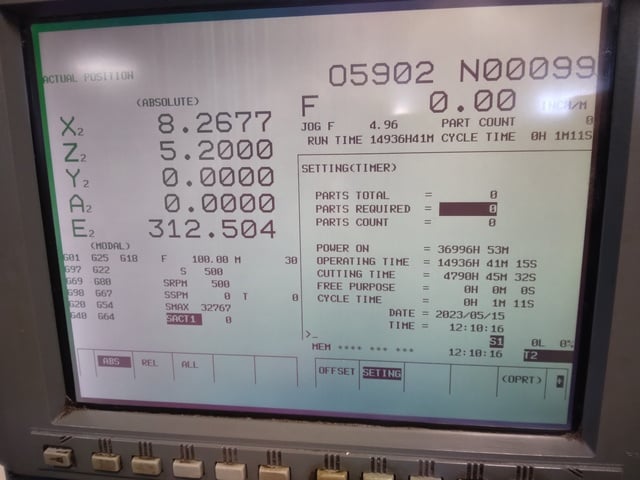 ACTUAL POSITION
O5902 N00099
(ABSOLUTE)
F 0.00 INCH/M
X2 8.2677
Z2 5.2000
Y2 0.0000
A2 0.0000
E2 312.504
JOG F 4.96 PART COUNT 0
RUN TIME 14936H41M CYCLE TIME 0H 1M11S
SETTING(TIMER)
PARTS TOTAL = 0
PARTS REQUIRED = 0
PARTS COUNT = 0
POWER ON = 36996H 53M
OPERATING TIME = 14936H 41M 15S
CUTTING TIME = 4790H 45M 32S
FREE PURPOSE = 0H 0M 0S
CYCLE TIME = 0H 1M 11S
DATE = 2023/05/15
TIME = 12:10:16
(MODAL)
G01 G25 G18 F 100.00 M 30
G97 G22 S 500
G69 G80 SRPM 500
G98 G67 SSPM 0 T 0
G20 G54 SMAX 32767
G40 G64 SACT1 0
>_
S1 0L 0%
MEM **** *** *** 12:10:16 T2
ABS REL ALL
OFFSET SETING (OPRT)